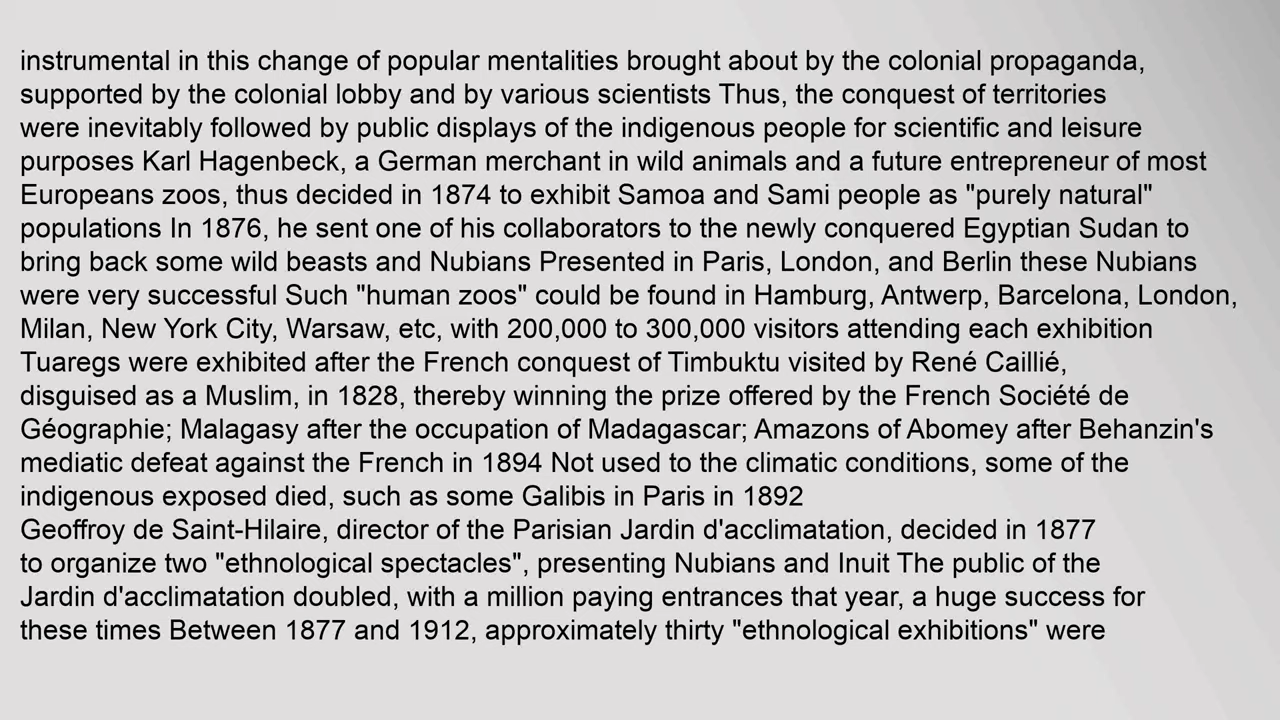 instrumental in this change of popular mentalities brought about by the colonial propaganda,
supported by the colonial lobby and by various scientists Thus, the conquest of territories
were inevitably followed by public displays of the indigenous people for scientific and leisure
purposes Karl Hagenbeck, a German merchant in wild animals and a future entrepreneur of most
Europeans zoos, thus decided in 1874 to exhibit Samoa and Sami people as "purely natural"
populations In 1876, he sent one of his collaborators to the newly conquered Egyptian Sudan to
bring back some wild beasts and Nubians Presented in Paris, London, and Berlin these Nubians
were very successful Such "human zoos" could be found in Hamburg, Antwerp, Barcelona, London,
Milan, New York City, Warsaw, etc, with 200,000 to 300,000 visitors attending each exhibition
Tuaregs were exhibited after the French conquest of Timbuktu visited by René Caillié,
disguised as a Muslim, in 1828, thereby winning the prize offered by the French Société de
Géographie; Malagasy after the occupation of Madagascar; Amazons of Abomey after Behanzin's
mediatic defeat against the French in 1894 Not used to the climatic conditions, some of the
indigenous exposed died, such as some Galibis in Paris in 1892
Geoffroy de Saint-Hilaire, director of the Parisian Jardin d'acclimatation, decided in 1877
to organize two "ethnological spectacles", presenting Nubians and Inuit The public of the
Jardin d'acclimatation doubled, with a million paying entrances that year, a huge success for
these times Between 1877 and 1912, approximately thirty "ethnological exhibitions" were